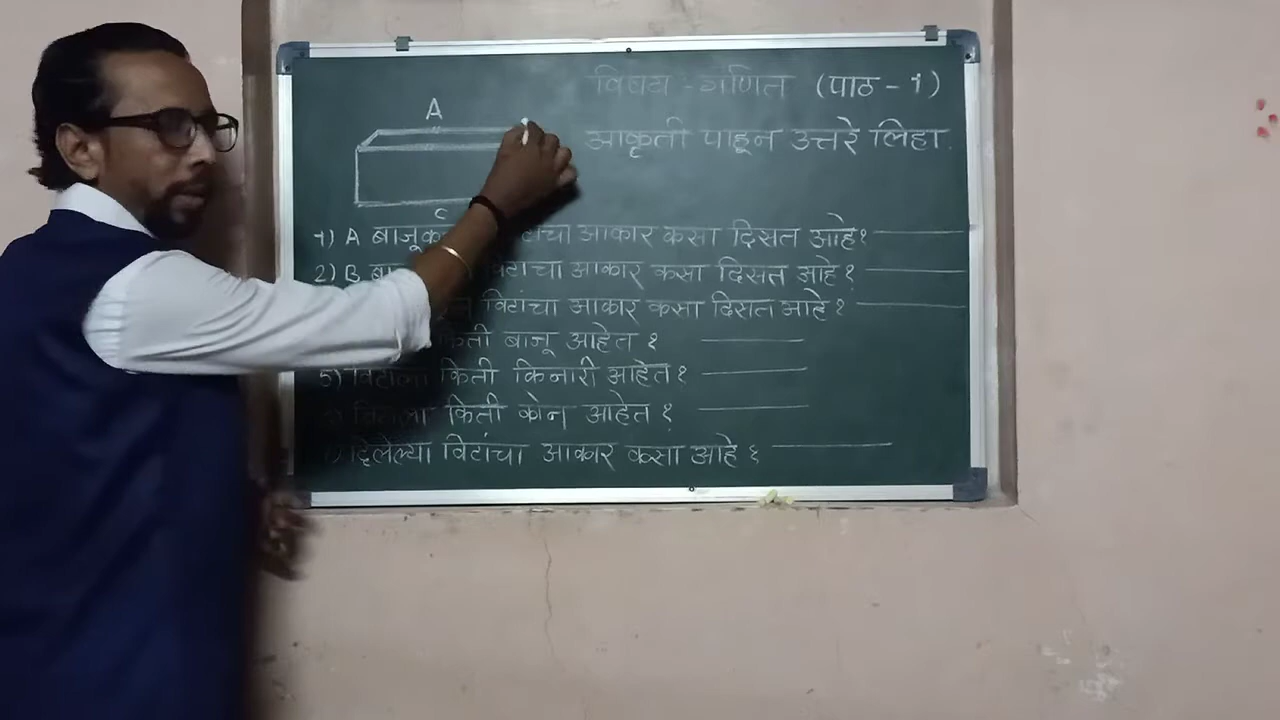 विषय - गणित (पाठ - 1)
A
आकृती पाहून उत्तरे लिहा.
C
1) A आकार कसा दिसत आहे?
2) B विटांचा आकार कसा दिसत आहे?
विटांचा आकार कसा दिसत आहे?
किती बाजू आहेत?
5) किती किनारी आहेत?
किती कोन आहेत?
दिलेल्या विटांचा आकार कसा आहे?